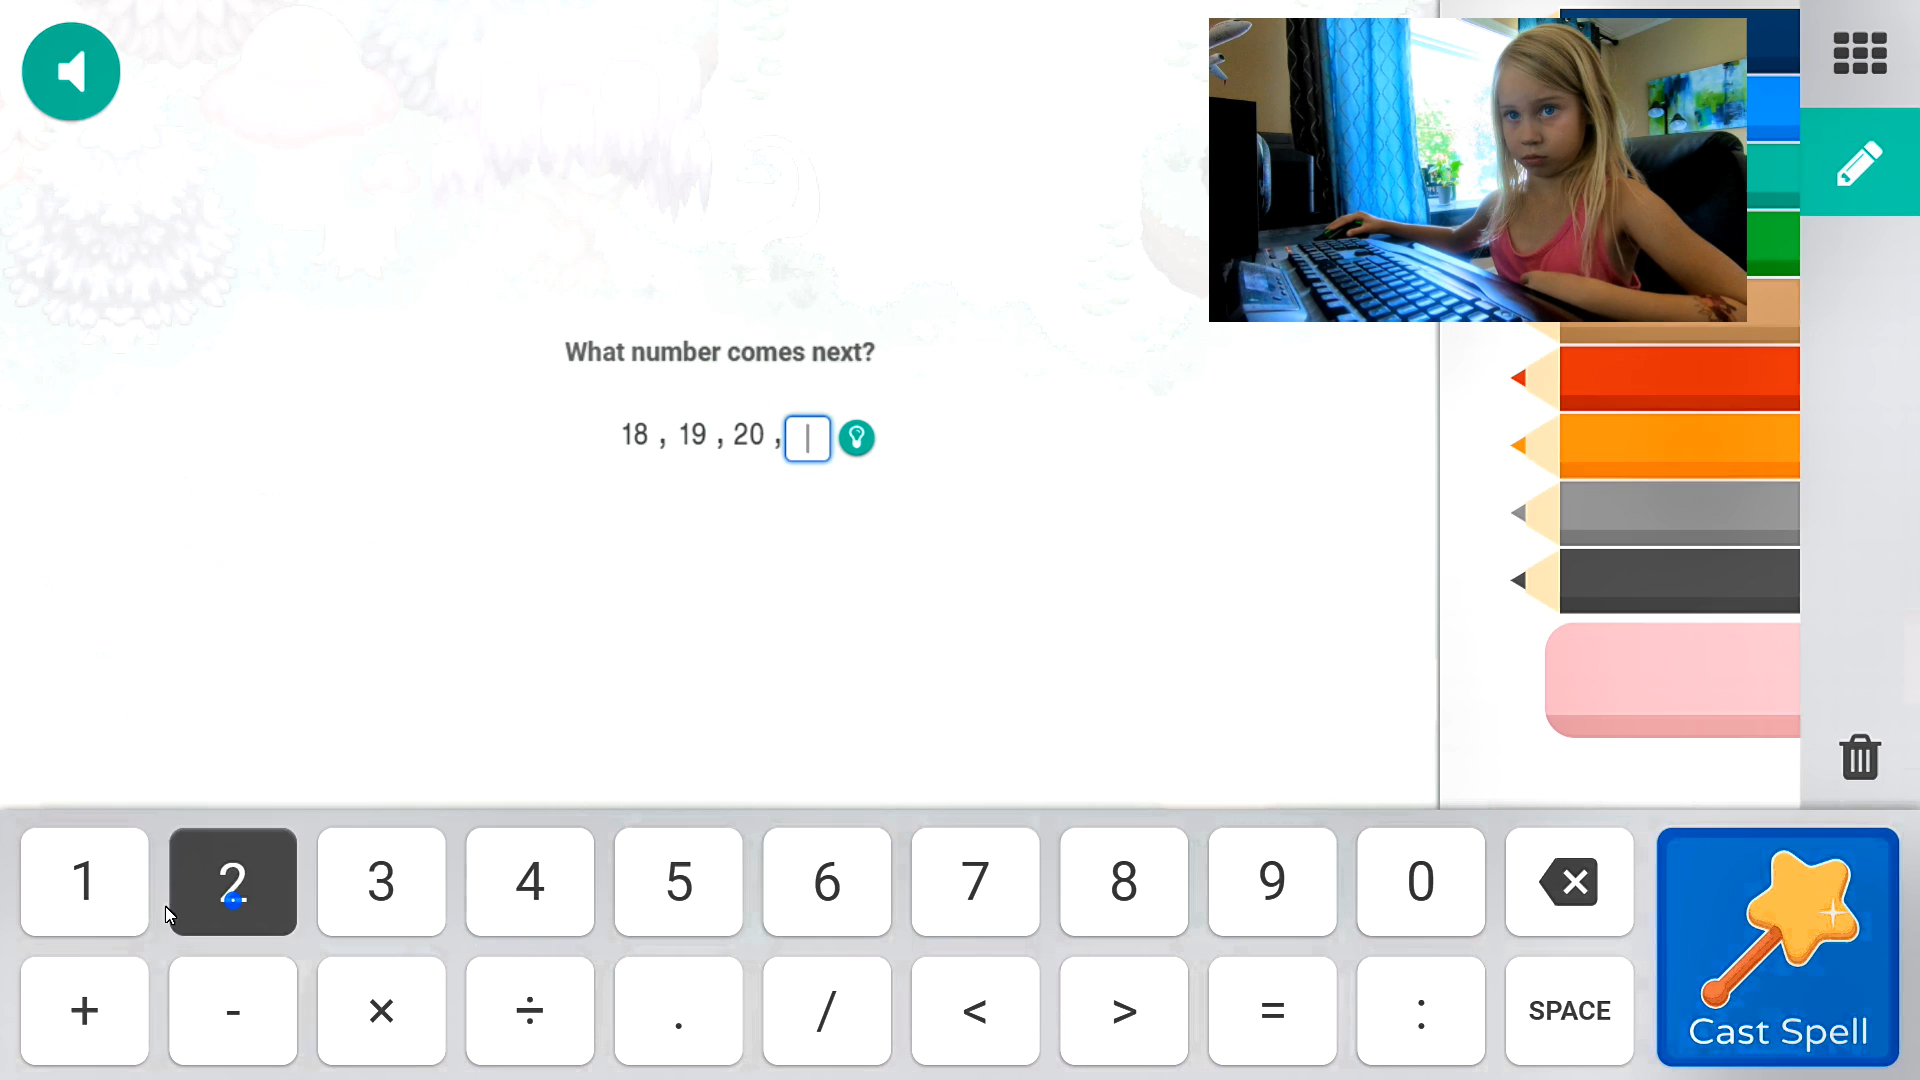 What number comes next?
18 , 19 , 20 ,
1 2 3 4 5 6 7 8 9 0
+ - × ÷ . / < > = : SPACE
Cast Spell